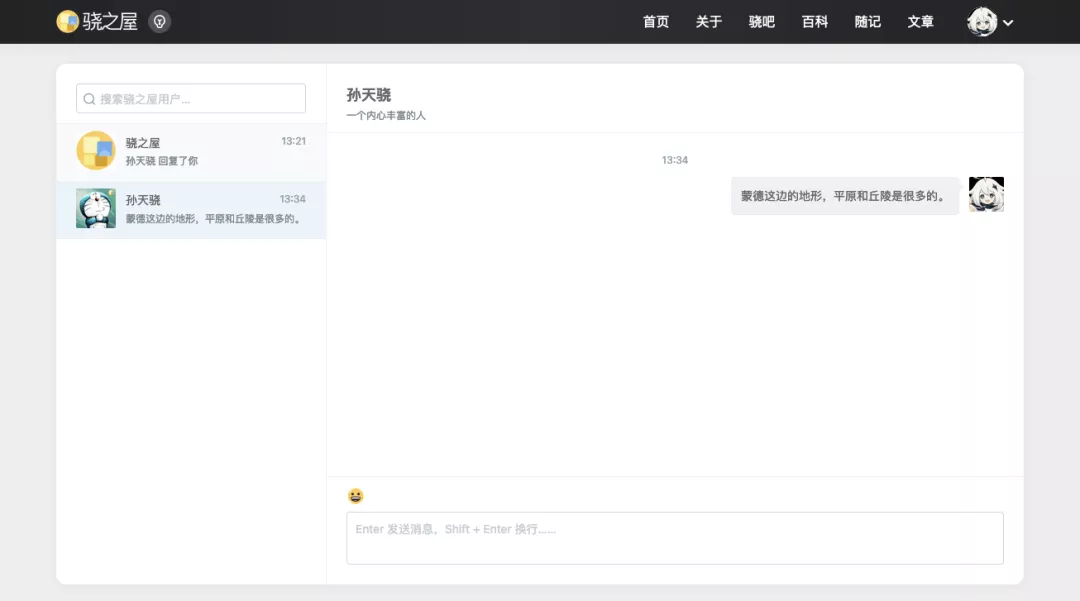 骁之屋
首页 关于 骁吧 百科 随记 文章
搜索骁之屋用户...
骁之屋 13:21
孙天骁 回复了你
孙天骁 13:34
蒙德这边的地形，平原和丘陵是很多的。
孙天骁
一个内心丰富的人
13:34
蒙德这边的地形，平原和丘陵是很多的。
Enter 发送消息，Shift + Enter 换行......